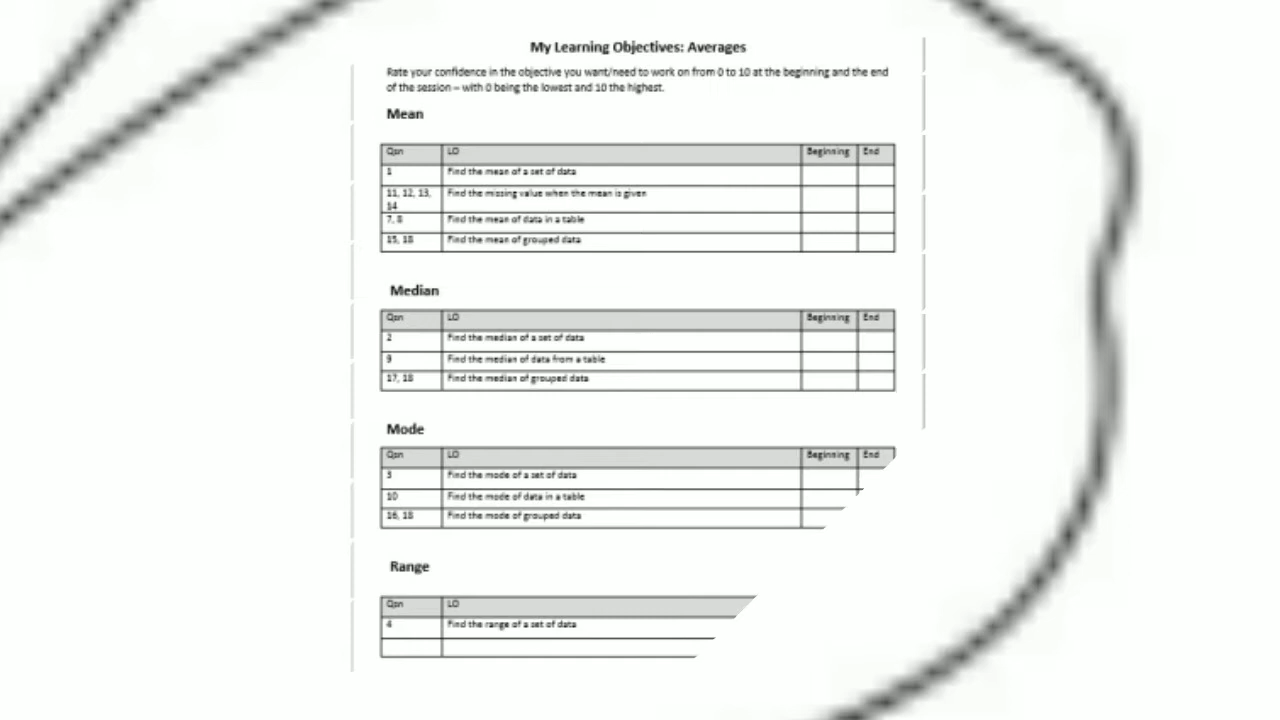 My Learning Objectives: Averages
Rate your confidence in the objective you want/need to work on from 0 to 10 at the beginning and the end
of the session – with 0 being the lowest and 10 the highest.
Mean
Qsn LO Beginning End
1 Find the mean of a set of data
11, 12, 13, Find the missing value when the mean is given
14
7, 8 Find the mean of data in a table
15, 18 Find the mean of grouped data
Median
Qsn LO Beginning End
2 Find the median of a set of data
9 Find the median of data from a table
17, 18 Find the median of grouped data
Mode
Qsn LO Beginning End
3 Find the mode of a set of data
10 Find the mode of data in a table
16, 18 Find the mode of grouped data
Range
Qsn LO
4 Find the range of a set of data